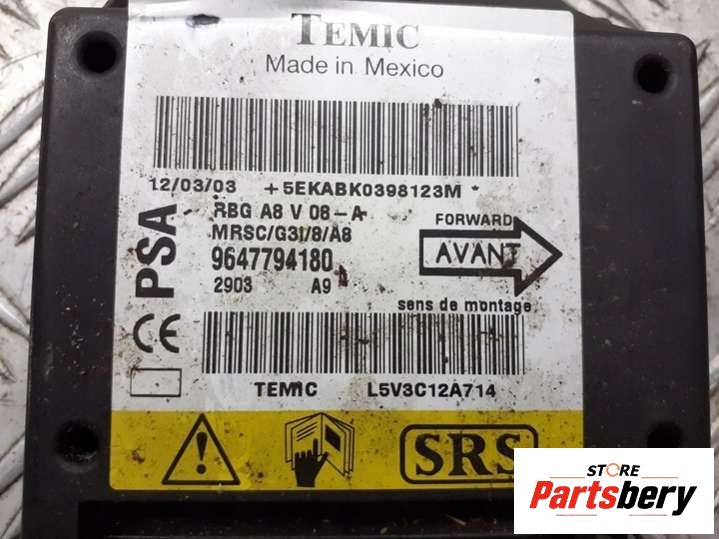 TEMIC
Made in Mexico
12/03/03 +5EKABK0398123M *
PSA
RBG A8 V 08-A
MRSC/G3I/8/A8
9647794180
2903 A9
FORWARD
AVANT
sens de montage
CE
TEMIC L5V3C12A714
SRS
STORE
Partsbery